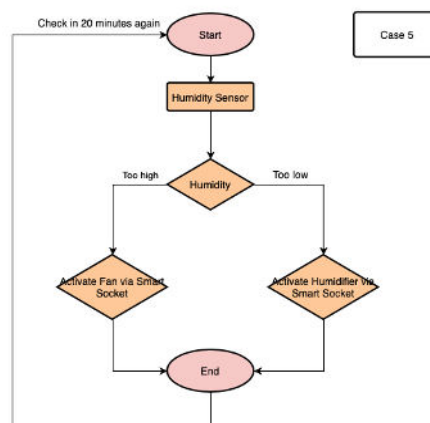 Check in 20 minutes again
Start
Case 5
Humidity Sensor
Too high
Humidity
Too low
Activate Fan via Smart
Socket
Activate Humidifier via
Smart Socket
End